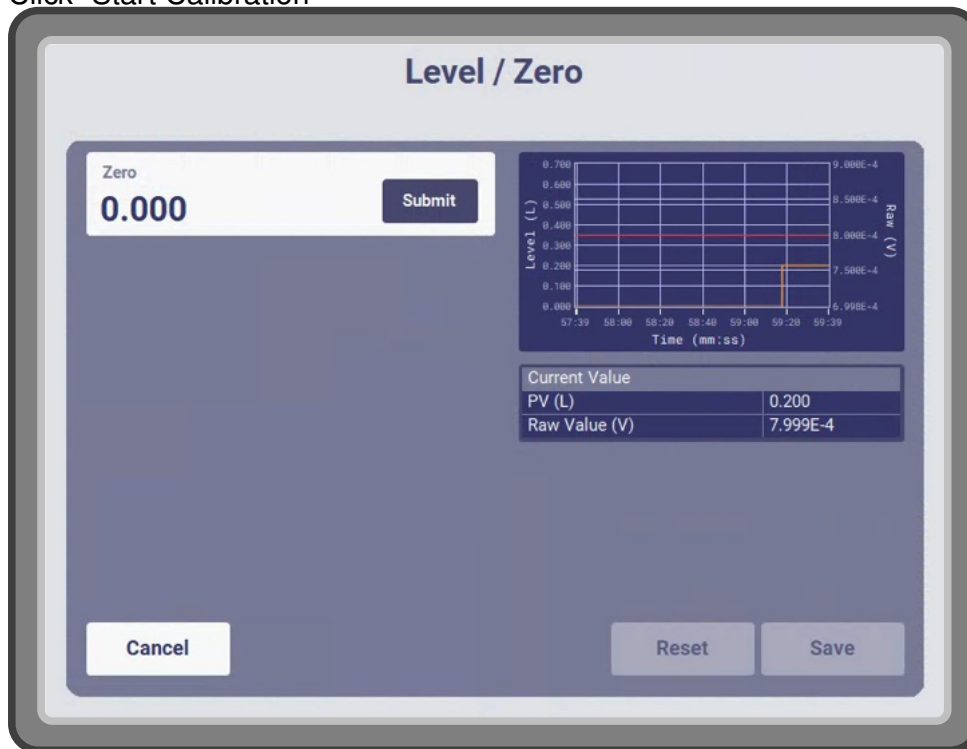 Click "Start Calibration"
Level / Zero
Zero
0.000
Submit
0.700
0.600
0.500
0.400
0.300
0.200
0.100
0.000
Level (L)
9.000E-4
8.500E-4
8.000E-4
7.500E-4
6.998E-4
Raw (V)
57:39 58:00 58:20 58:40 59:00 59:20 59:39
Time (mm:ss)
Current Value
PV (L) 0.200
Raw Value (V) 7.999E-4
Cancel
Reset
Save